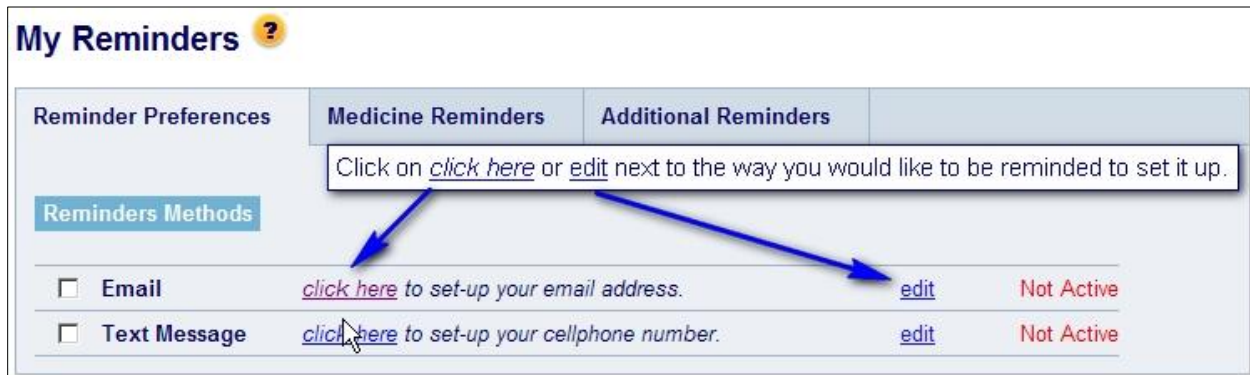 My Reminders ?
Reminder Preferences Medicine Reminders Additional Reminders
Click on click here or edit next to the way you would like to be reminded to set it up.
Reminders Methods
Email click here to set-up your email address. edit Not Active
Text Message click here to set-up your cellphone number. edit Not Active